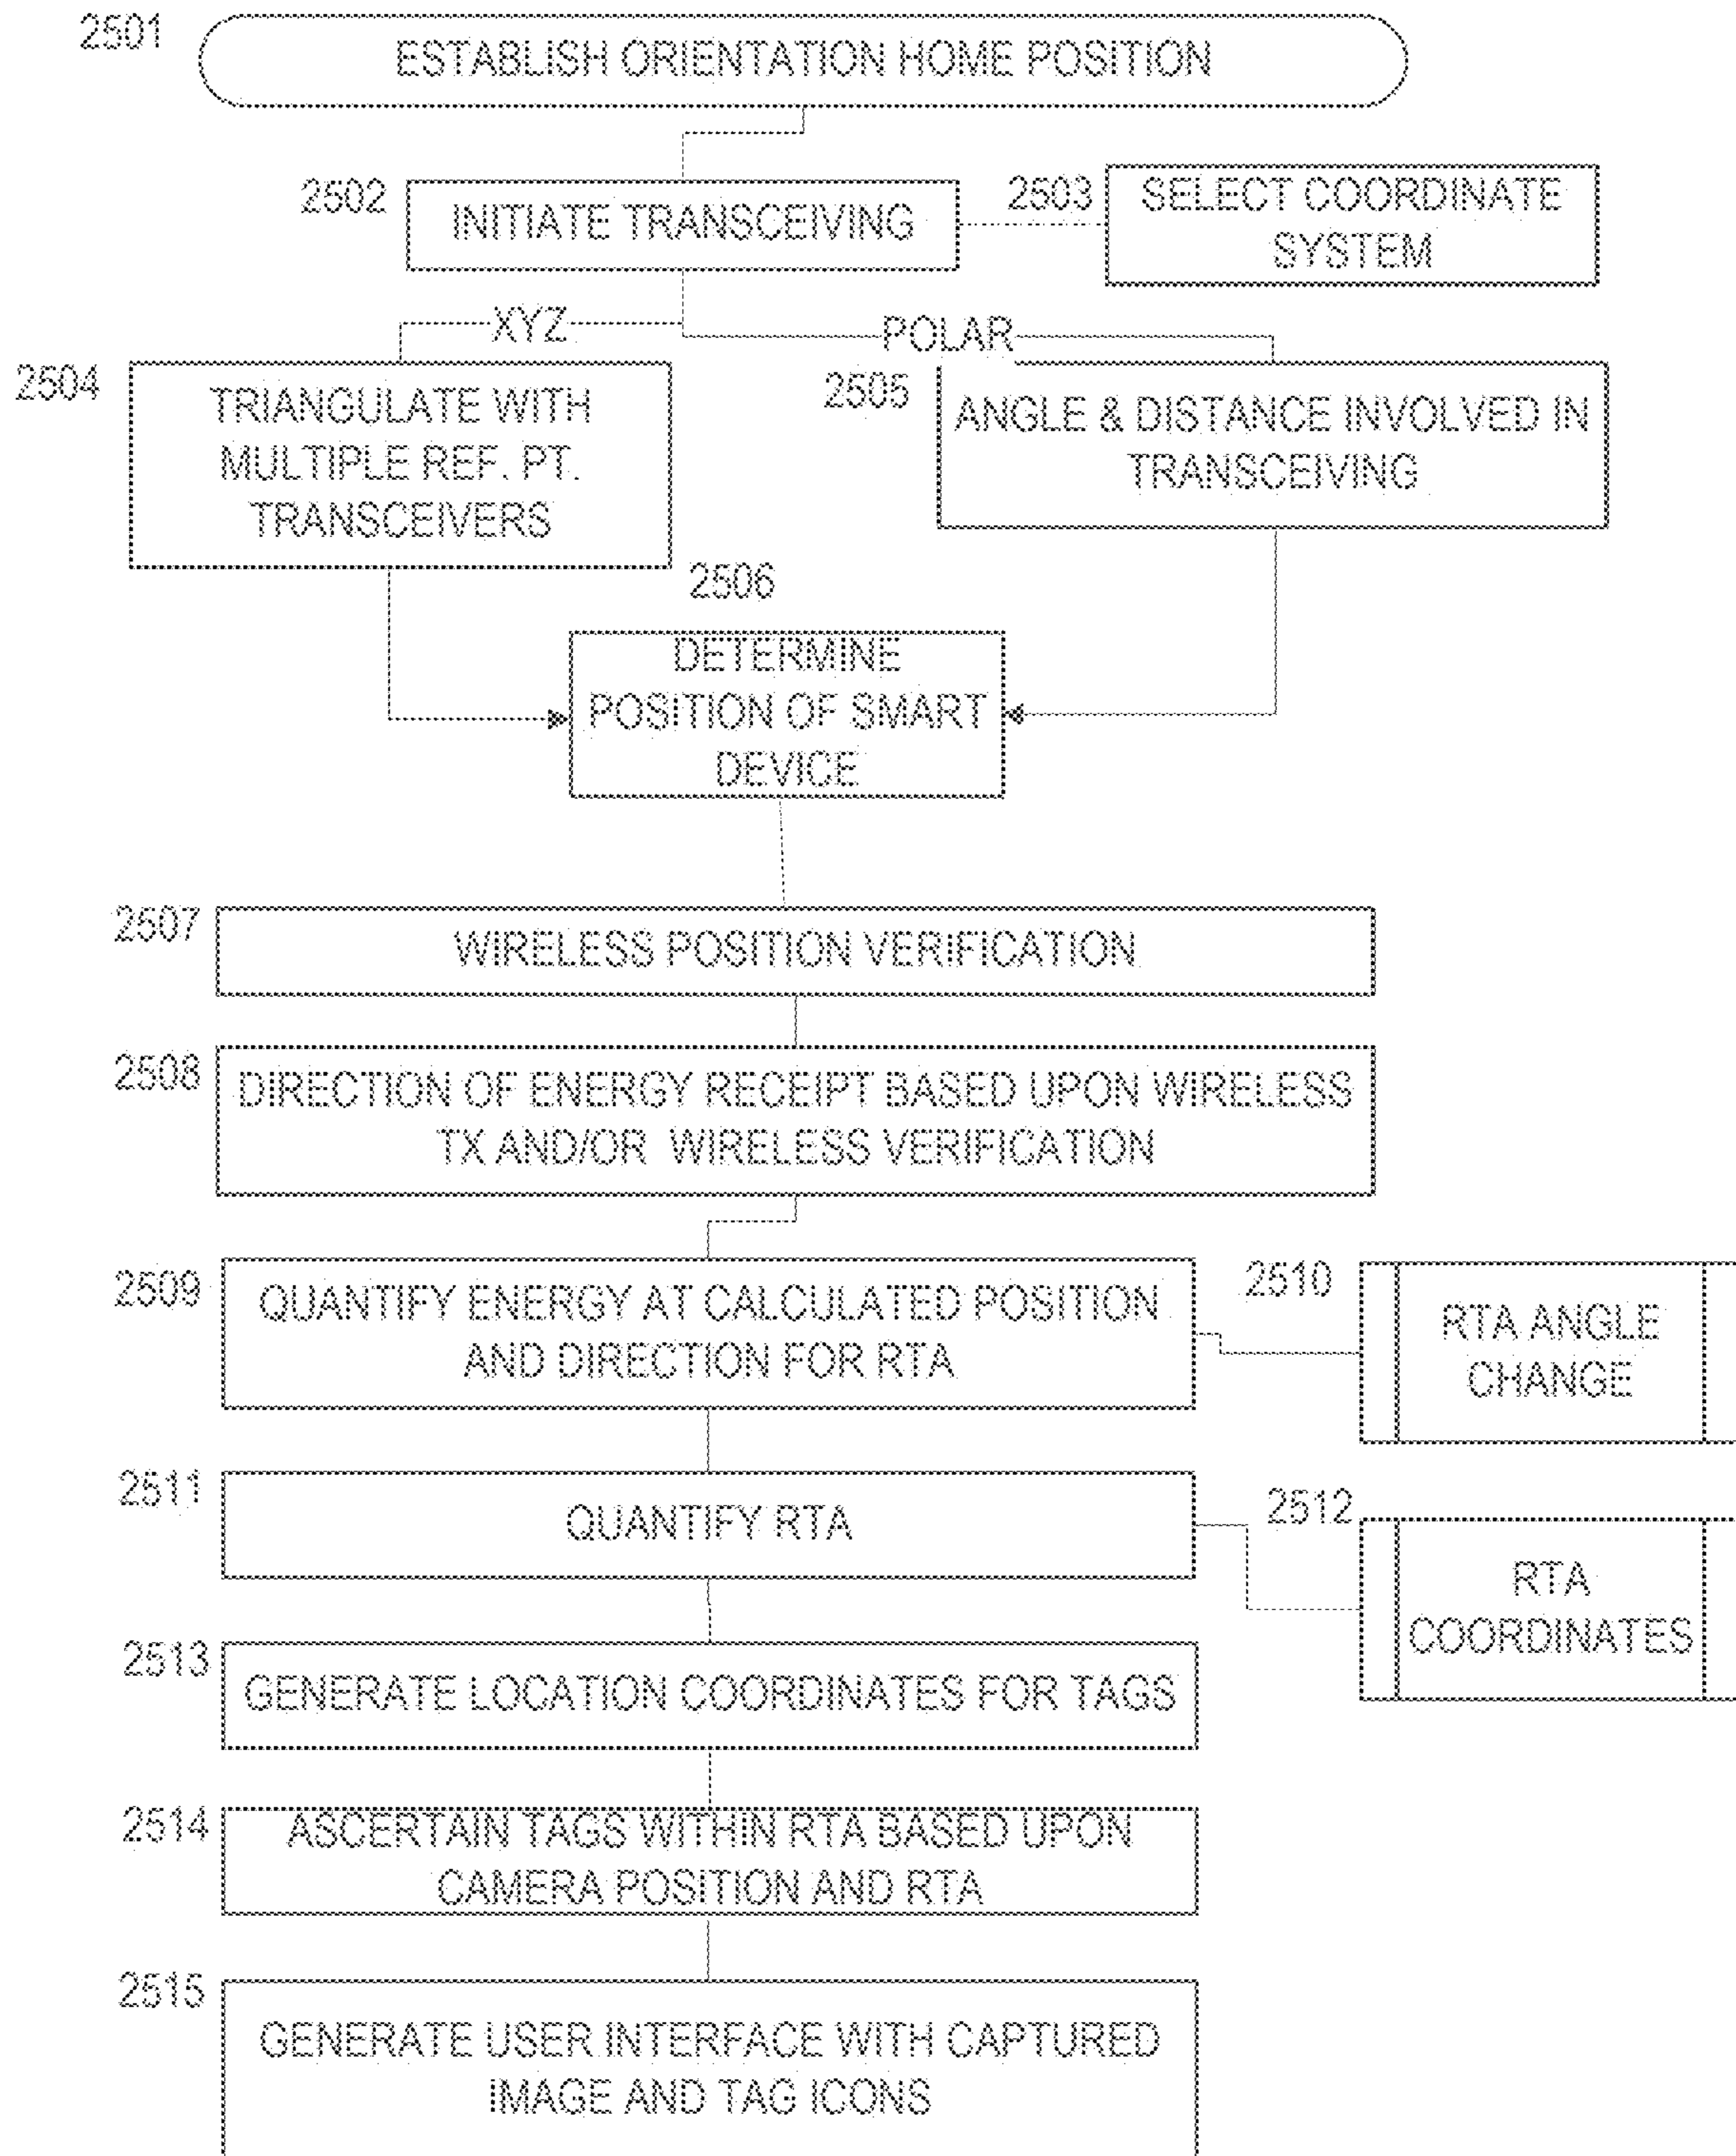 2501
ESTABLISH ORIENTATION HOME POSITION
2502
INITIATE TRANSCEIVING
2503
SELECT COORDINATE
SYSTEM
XYZ
POLAR
2504
TRIANGULATE WITH
MULTIPLE REF. PT.
TRANSCEIVERS
2505
ANGLE & DISTANCE INVOLVED IN
TRANSCEIVING
2506
DETERMINE
POSITION OF SMART
DEVICE
2507
WIRELESS POSITION VERIFICATION
2508
DIRECTION OF ENERGY RECEIPT BASED UPON WIRELESS
TX AND/OR WIRELESS VERIFICATION
2509
QUANTIFY ENERGY AT CALCULATED POSITION
AND DIRECTION FOR RTA
2510
RTA ANGLE
CHANGE
2511
QUANTIFY RTA
2512
RTA
COORDINATES
2513
GENERATE LOCATION COORDINATES FOR TAGS
2514
ASCERTAIN TAGS WITHIN RTA BASED UPON
CAMERA POSITION AND RTA
2515
GENERATE USER INTERFACE WITH CAPTURED
IMAGE AND TAG ICONS